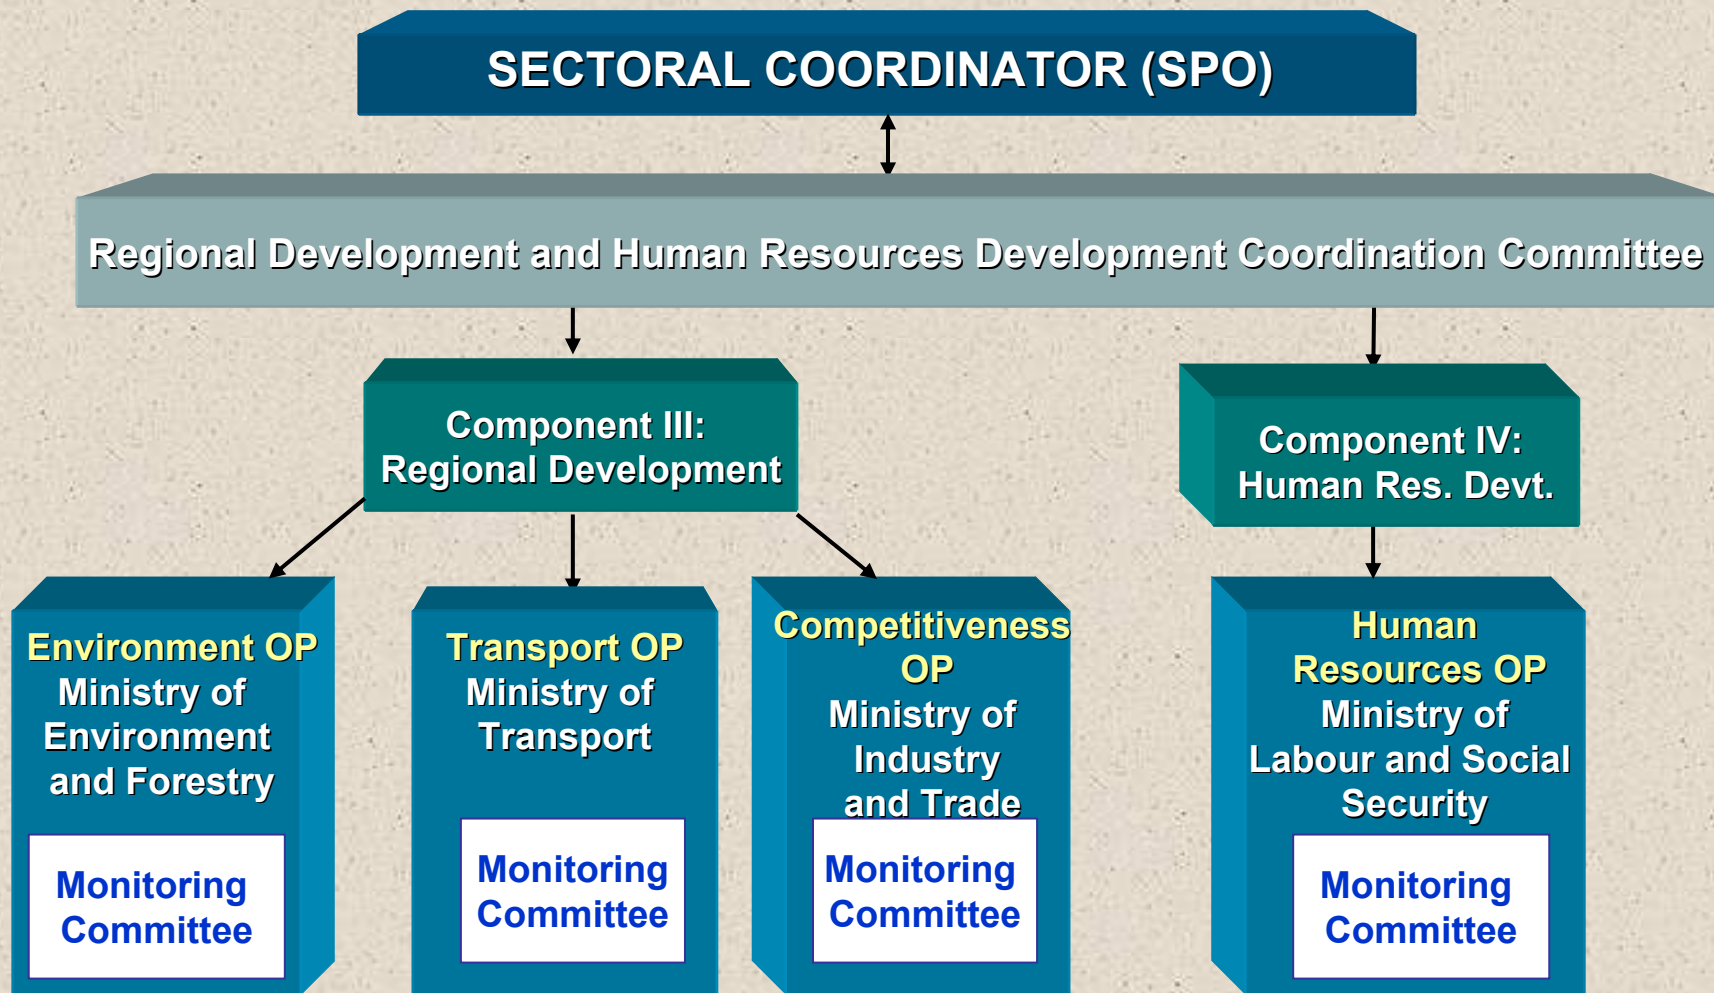 SECTORAL COORDINATOR (SPO)
Regional Development and Human Resources Development Coordination Committee
Component III:
Regional Development
Component IV:
Human Res. Devt.
Environment OP
Ministry of
Environment
and Forestry
Monitoring
Committee
Transport OP
Ministry of
Transport
Monitoring
Committee
Competitiveness
OP
Ministry of
Industry
and Trade
Monitoring
Committee
Human
Resources OP
Ministry of
Labour and Social
Security
Monitoring
Committee